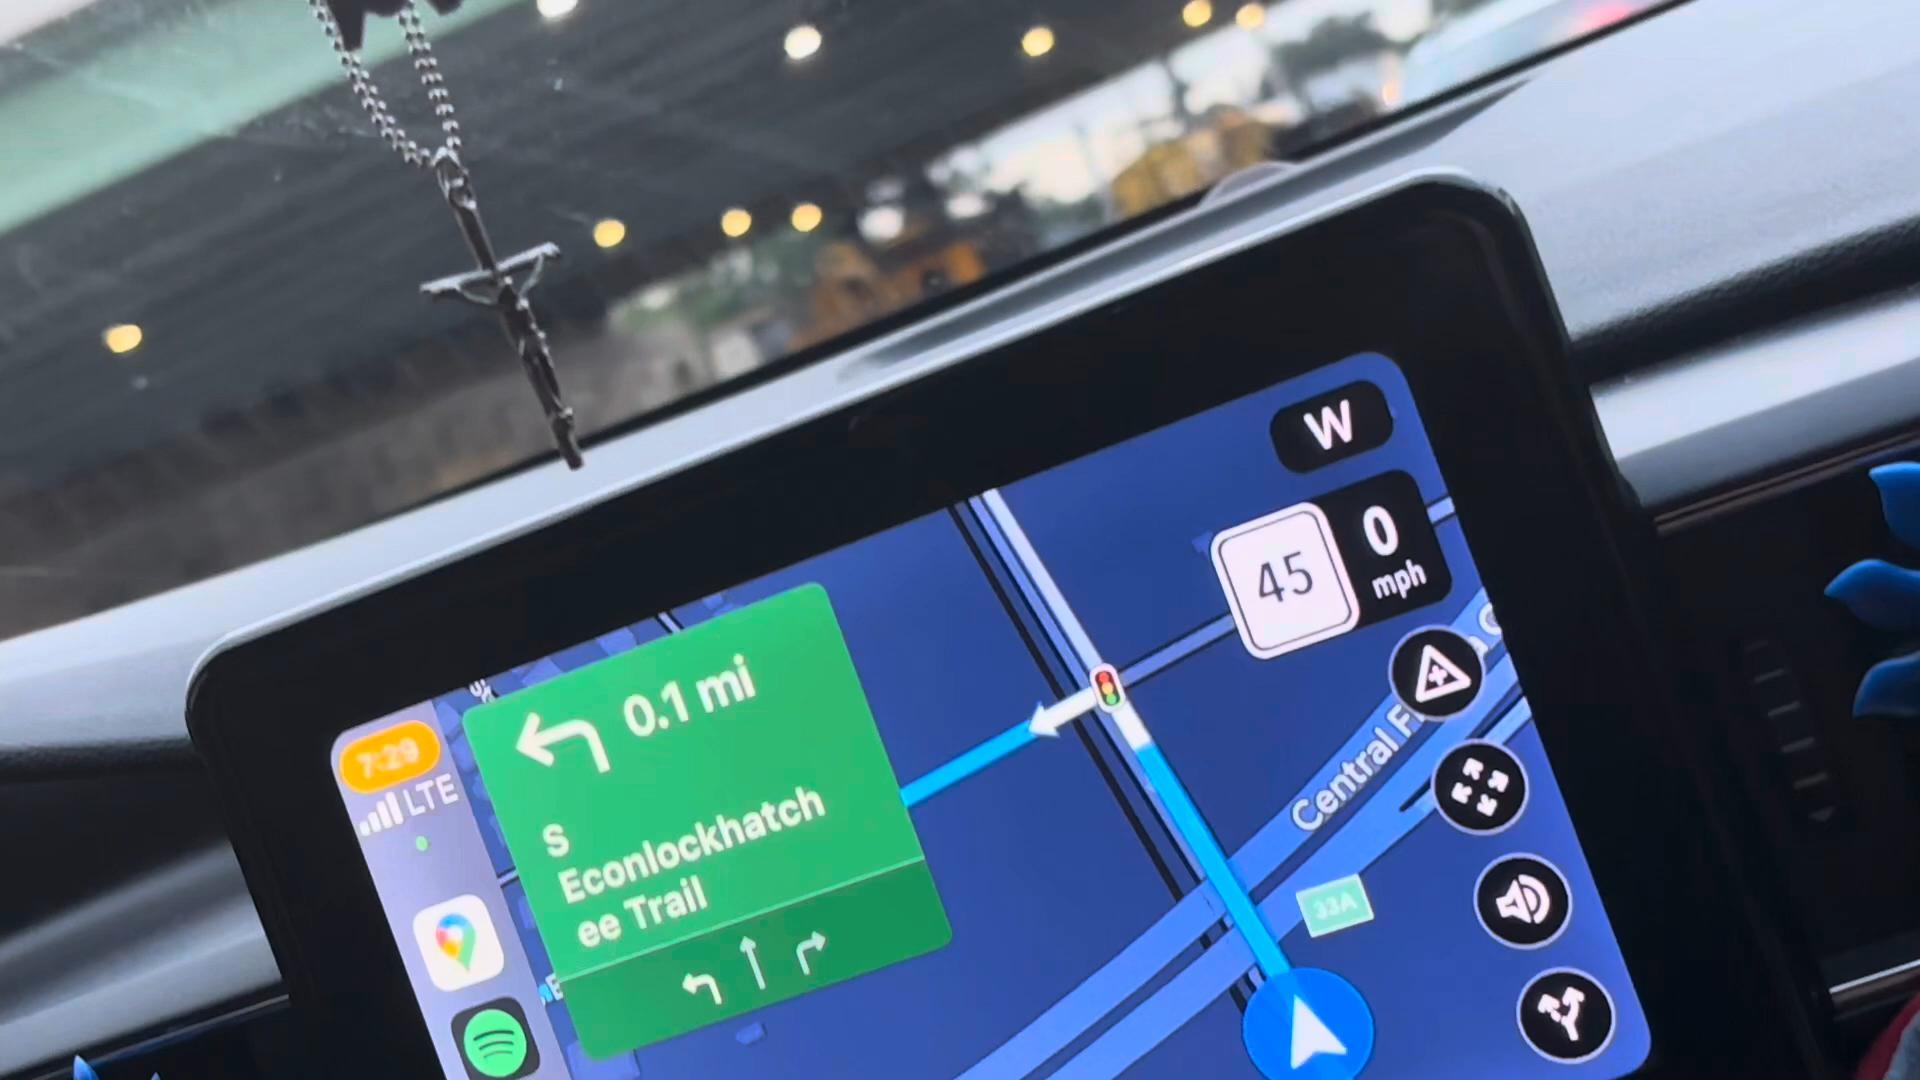 W
45
0
mph
7:29
LTE
0.1 mi
S
Econlockhatch
ee Trail
Central F
33A